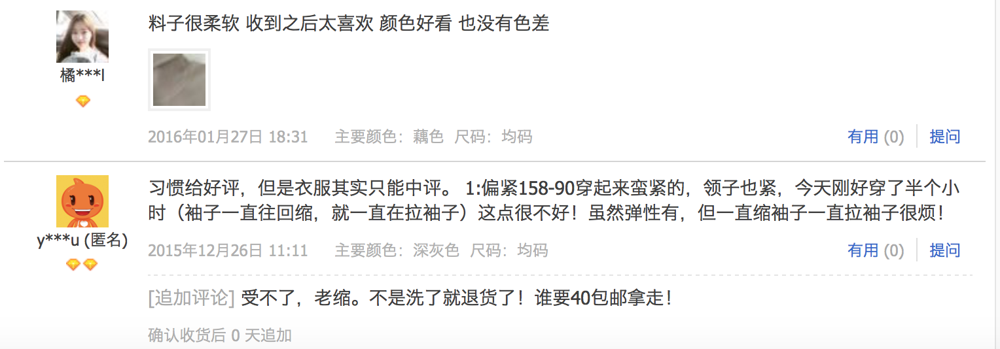 料子很柔软 收到之后太喜欢 颜色好看 也没有色差
橘***l
2016年01月27日 18:31 主要颜色：藕色 尺码：均码 有用 (0) 提问
习惯给好评，但是衣服其实只能中评。 1:偏紧158-90穿起来蛮紧的，领子也紧，今天刚好穿了半个小
时（袖子一直往回缩，就一直在拉袖子）这点很不好！虽然弹性有，但一直缩袖子一直拉袖子很烦！
y***u (匿名)
2015年12月26日 11:11 主要颜色：深灰色 尺码：均码 有用 (0) 提问
[追加评论] 受不了，老缩。不是洗了就退货了！谁要40包邮拿走！
确认收货后 0 天追加